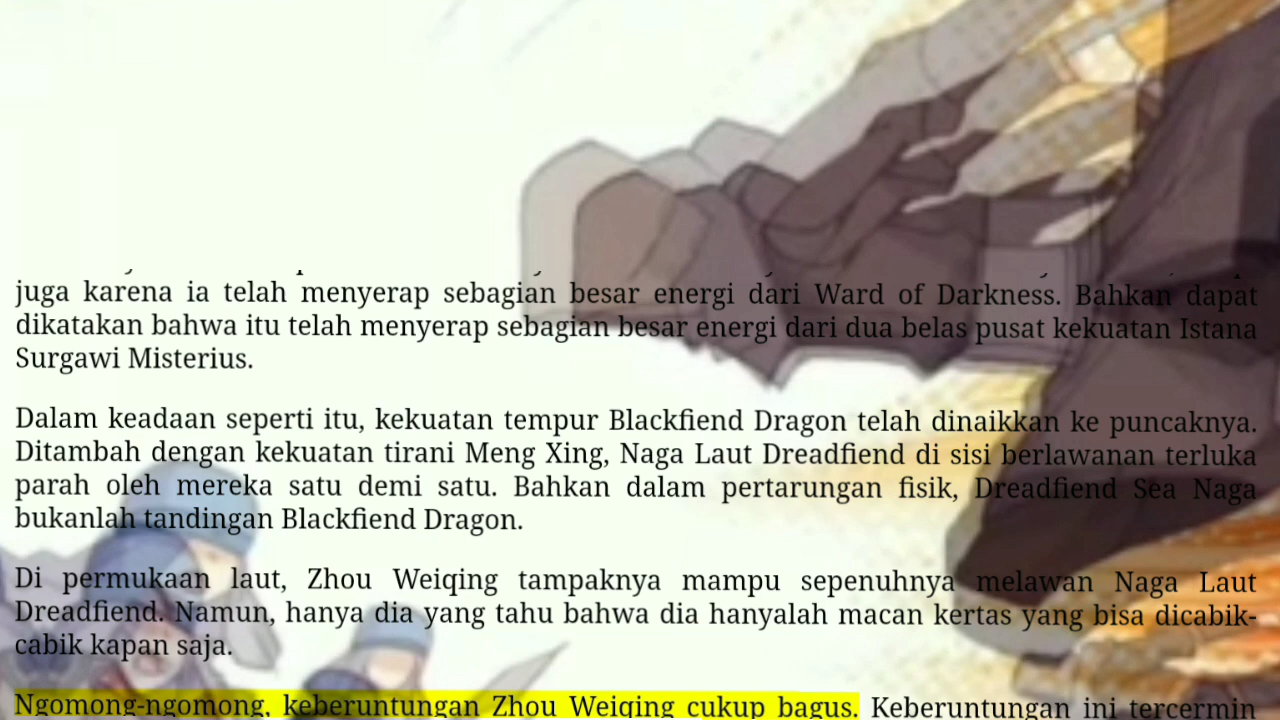 juga karena ia telah menyerap sebagian besar energi dari Ward of Darkness. Bahkan dapat
dikatakan bahwa itu telah menyerap sebagian besar energi dari dua belas pusat kekuatan Istana
Surgawi Misterius.
Dalam keadaan seperti itu, kekuatan tempur Blackfiend Dragon telah dinaikkan ke puncaknya.
Ditambah dengan kekuatan tirani Meng Xing, Naga Laut Dreadfiend di sisi berlawanan terluka
parah oleh mereka satu demi satu. Bahkan dalam pertarungan fisik, Dreadfiend Sea Naga
bukanlah tandingan Blackfiend Dragon.
Di permukaan laut, Zhou Weiqing tampaknya mampu sepenuhnya melawan Naga Laut
Dreadfiend. Namun, hanya dia yang tahu bahwa dia hanyalah macan kertas yang bisa dicabik-
cabik kapan saja.
Ngomong-ngomong, keberuntungan Zhou Weiqing cukup bagus. Keberuntungan ini tercermin